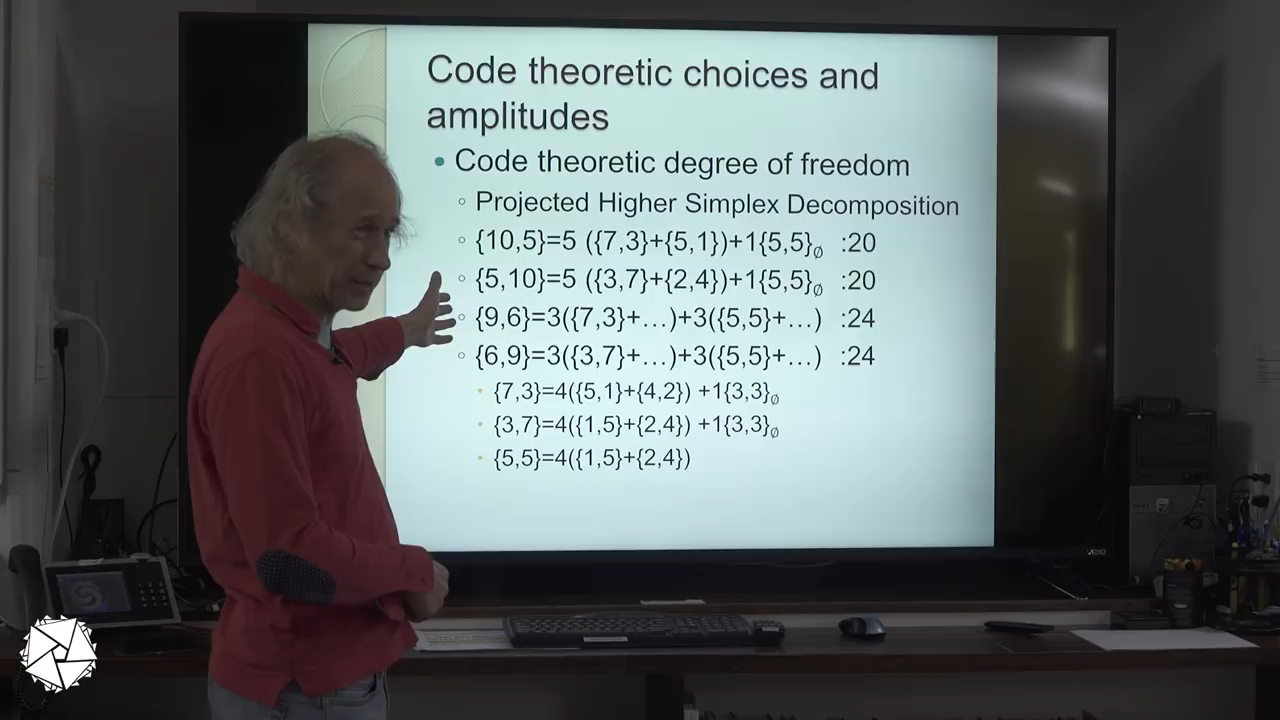 Code theoretic choices and
amplitudes
• Code theoretic degree of freedom
◦ Projected Higher Simplex Decomposition
◦ {10,5}=5 ({7,3}+{5,1})+1{5,5}∅ :20
◦ {5,10}=5 ({3,7}+{2,4})+1{5,5}∅ :20
◦ {9,6}=3({7,3}+…)+3({5,5}+…) :24
◦ {6,9}=3({3,7}+…)+3({5,5}+…) :24
• {7,3}=4({5,1}+{4,2}) +1{3,3}∅
• {3,7}=4({1,5}+{2,4}) +1{3,3}∅
• {5,5}=4({1,5}+{2,4})
VIZIO